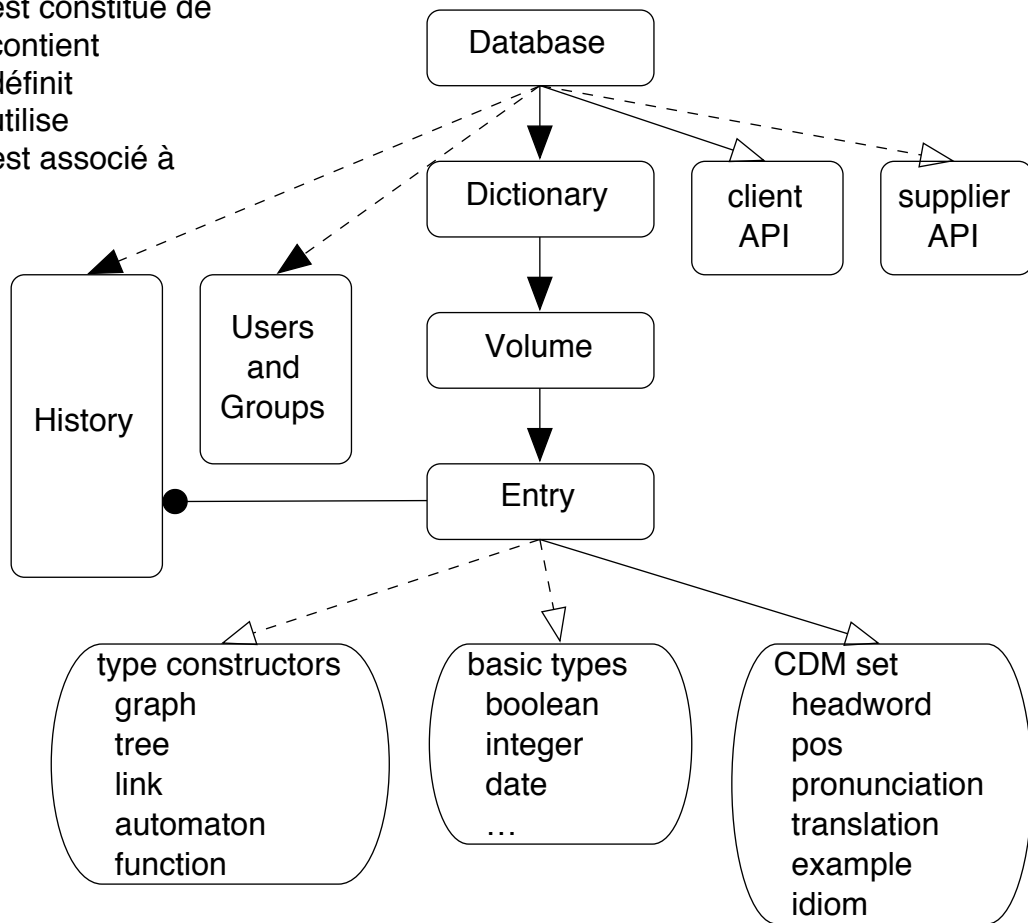 est constitué de
contient
définit
utilise
est associé à
Database
Dictionary
client
API
supplier
API
History
Users
and
Groups
Volume
Entry
type constructors
graph
tree
link
automaton
function
basic types
boolean
integer
date
…
CDM set
headword
pos
pronunciation
translation
example
idiom